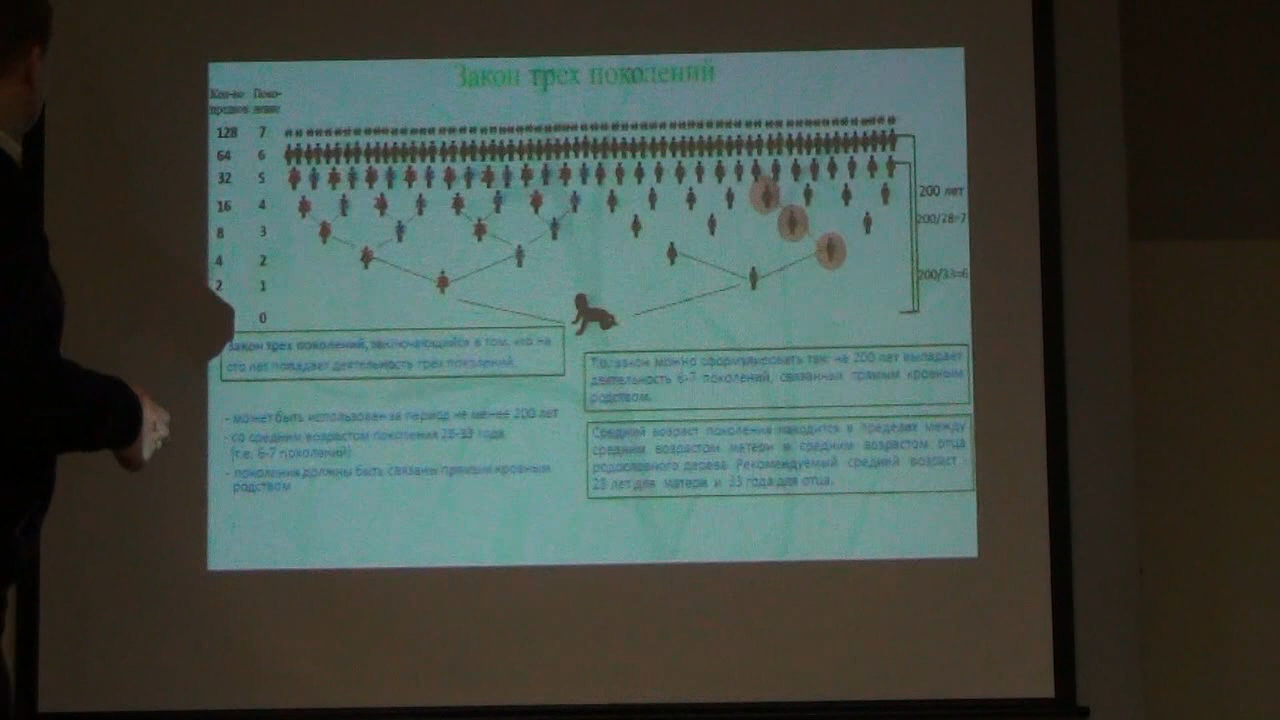 Закон трех поколений
Кол-во Поко-
предков ление
128 7
64 6
32 5
16 4
8 3
4 2
2 1
0
200 лет
200/28=7
200/33=6
Закон трех поколений, заключающийся в том, что на
сто лет попадает деятельность трех поколений.
- может быть использован за период не менее 200 лет
- со средним возрастом поколения 28-33 года
(т.е. 6-7 поколений)
- поколения должны быть связаны прямым кровным
родством
закон можно сформулировать так: на 200 лет выпадает
деятельность 6-7 поколений, связанных прямым кровным
родством.
Средний возраст поколения находится в пределах между
средним возрастом матери и средним возрастом отца
родословного дерева. Рекомендуемый средний возраст -
28 лет для матери и 33 года для отца.